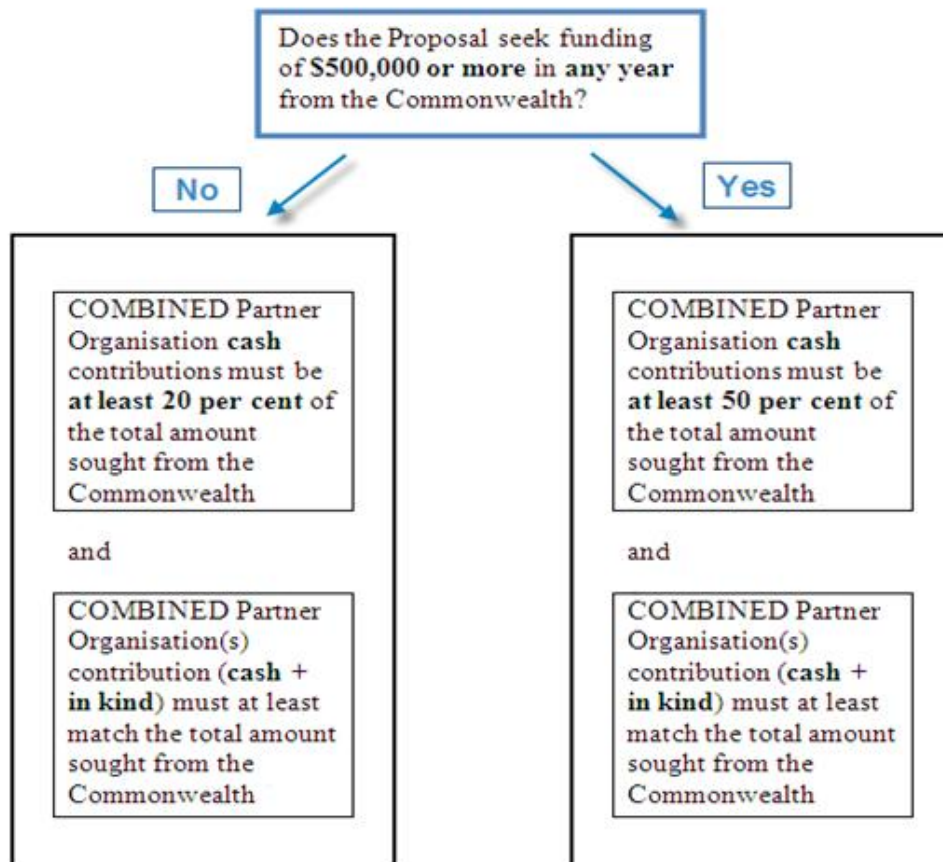 Does the Proposal seek funding
of $500,000 or more in any year
from the Commonwealth?
No
Yes
COMBINED Partner
Organisation cash
contributions must be
at least 20 per cent of
the total amount
sought from the
Commonwealth
and
COMBINED Partner
Organisation(s)
contribution (cash +
in kind) must at least
match the total amount
sought from the
Commonwealth
COMBINED Partner
Organisation cash
contributions must be
at least 50 per cent of
the total amount
sought from the
Commonwealth
and
COMBINED Partner
Organisation(s)
contribution (cash +
in kind) must at least
match the total amount
sought from the
Commonwealth